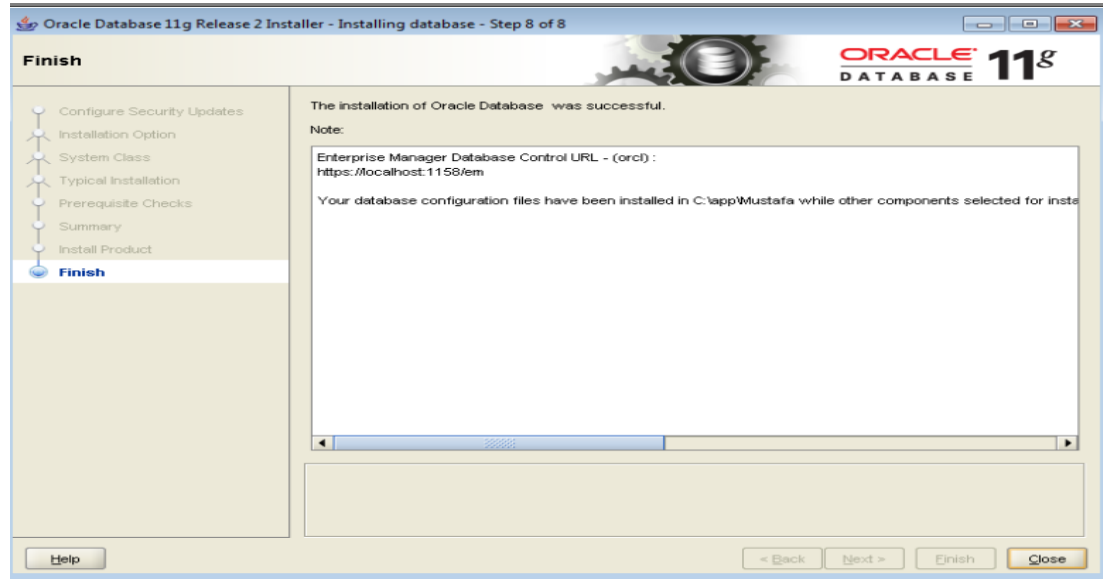 Oracle Database 11g Release 2 Installer - Installing database - Step 8 of 8
Finish
ORACLE 11g
DATABASE
Configure Security Updates
Installation Option
System Class
Typical Installation
Prerequisite Checks
Summary
Install Product
Finish
The installation of Oracle Database was successful.
Note:
Enterprise Manager Database Control URL - (orcl) :
https://localhost:1158/em
Your database configuration files have been installed in C:\app\Mustafa while other components selected for insta
Help
< Back
Next >
Finish
Close